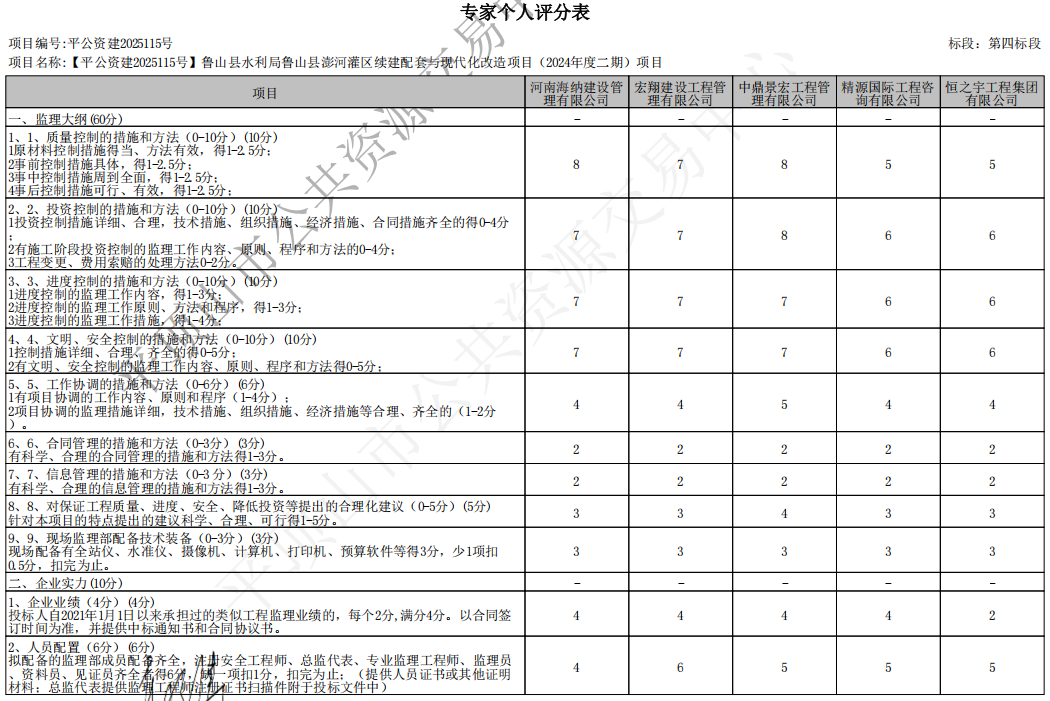 专家个人评分表
项目编号:平公资建2025115号
标段：第四标段
项目名称:【平公资建2025115号】鲁山县水利局鲁山县澎河灌区续建配套与现代化改造项目（2024年度二期）项目
项目 河南海纳建设管理有限公司 宏翔建设工程管理有限公司 中鼎景宏工程管理有限公司 精源国际工程咨询有限公司 恒之宇工程集团有限公司
一、监理大纲(60分) - - - - -
1、1、质量控制的措施和方法（0-10分）(10分)
1原材料控制措施得当、方法有效，得1-2.5分；
2事前控制措施具体，得1-2.5分；
3事中控制措施周到全面，得1-2.5分；
4事后控制措施可行、有效，得1-2.5分；
8 7 8 5 5
2、2、投资控制的措施和方法（0-10分）(10分)
1投资控制措施详细、合理，技术措施、组织措施、经济措施、合同措施齐全的得0-4分
；
2有施工阶段投资控制的监理工作内容、原则、程序和方法的0-4分；
3工程变更、费用索赔的处理方法0-2分。
7 7 8 6 6
3、3、进度控制的措施和方法（0-10分）(10分)
1进度控制的监理工作内容，得1-3分；
2进度控制的监理工作原则、方法和程序，得1-3分；
3进度控制的监理工作措施，得1-4分；
7 7 7 6 6
4、4、文明、安全控制的措施和方法（0-10分）(10分)
1控制措施详细、合理、齐全的得0-5分；
2有文明、安全控制的监理工作内容、原则、程序和方法得0-5分；
7 7 7 6 6
5、5、工作协调的措施和方法（0-6分）(6分)
1有项目协调的工作内容、原则和程序（1-4分）；
2项目协调的监理措施详细，技术措施、组织措施、经济措施等合理、齐全的（1-2分
）。
4 4 5 4 4
6、6、合同管理的措施和方法（0-3分）(3分)
有科学、合理的合同管理的措施和方法得1-3分。
2 2 2 2 2
7、7、信息管理的措施和方法（0-3 分）(3分)
有科学、合理的信息管理的措施和方法得1-3分。
2 2 2 2 2
8、8、对保证工程质量、进度、安全、降低投资等提出的合理化建议（0-5分）(5分)
针对本项目的特点提出的建议科学、合理、可行得1-5分。
3 3 4 3 3
9、9、现场监理部配备技术装备（0-3分）(3分)
现场配备有全站仪、水准仪、摄像机、计算机、打印机、预算软件等得3分，少1项扣
0.5分，扣完为止。
3 3 3 3 3
二、企业实力(10分) - - - - -
1、企业业绩（4分）(4分)
投标人自2021年1月1日以来承担过的类似工程监理业绩的，每个2分,满分4分。以合同签
订时间为准，并提供中标通知书和合同协议书。
4 4 4 4 2
2、人员配置（6分）(6分)
拟配备的监理部成员配备齐全，注册安全工程师、总监代表、专业监理工程师、监理员
、资料员、见证员齐全者得6分，缺一项扣1分，扣完为止；（提供人员证书或其他证明
材料；总监代表提供监理工程师注册证书扫描件附于投标文件中）
4 6 5 5 5
平顶山市公共资源交易中心
平顶山市公共资源交易中心